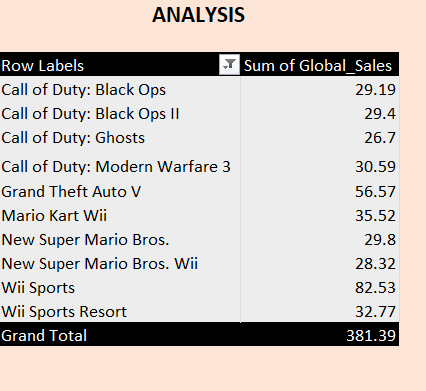 ANALYSIS
Row Labels Sum of Global_Sales
Call of Duty: Black Ops 29.19
Call of Duty: Black Ops II 29.4
Call of Duty: Ghosts 26.7
Call of Duty: Modern Warfare 3 30.59
Grand Theft Auto V 56.57
Mario Kart Wii 35.52
New Super Mario Bros. 29.8
New Super Mario Bros. Wii 28.32
Wii Sports 82.53
Wii Sports Resort 32.77
Grand Total 381.39